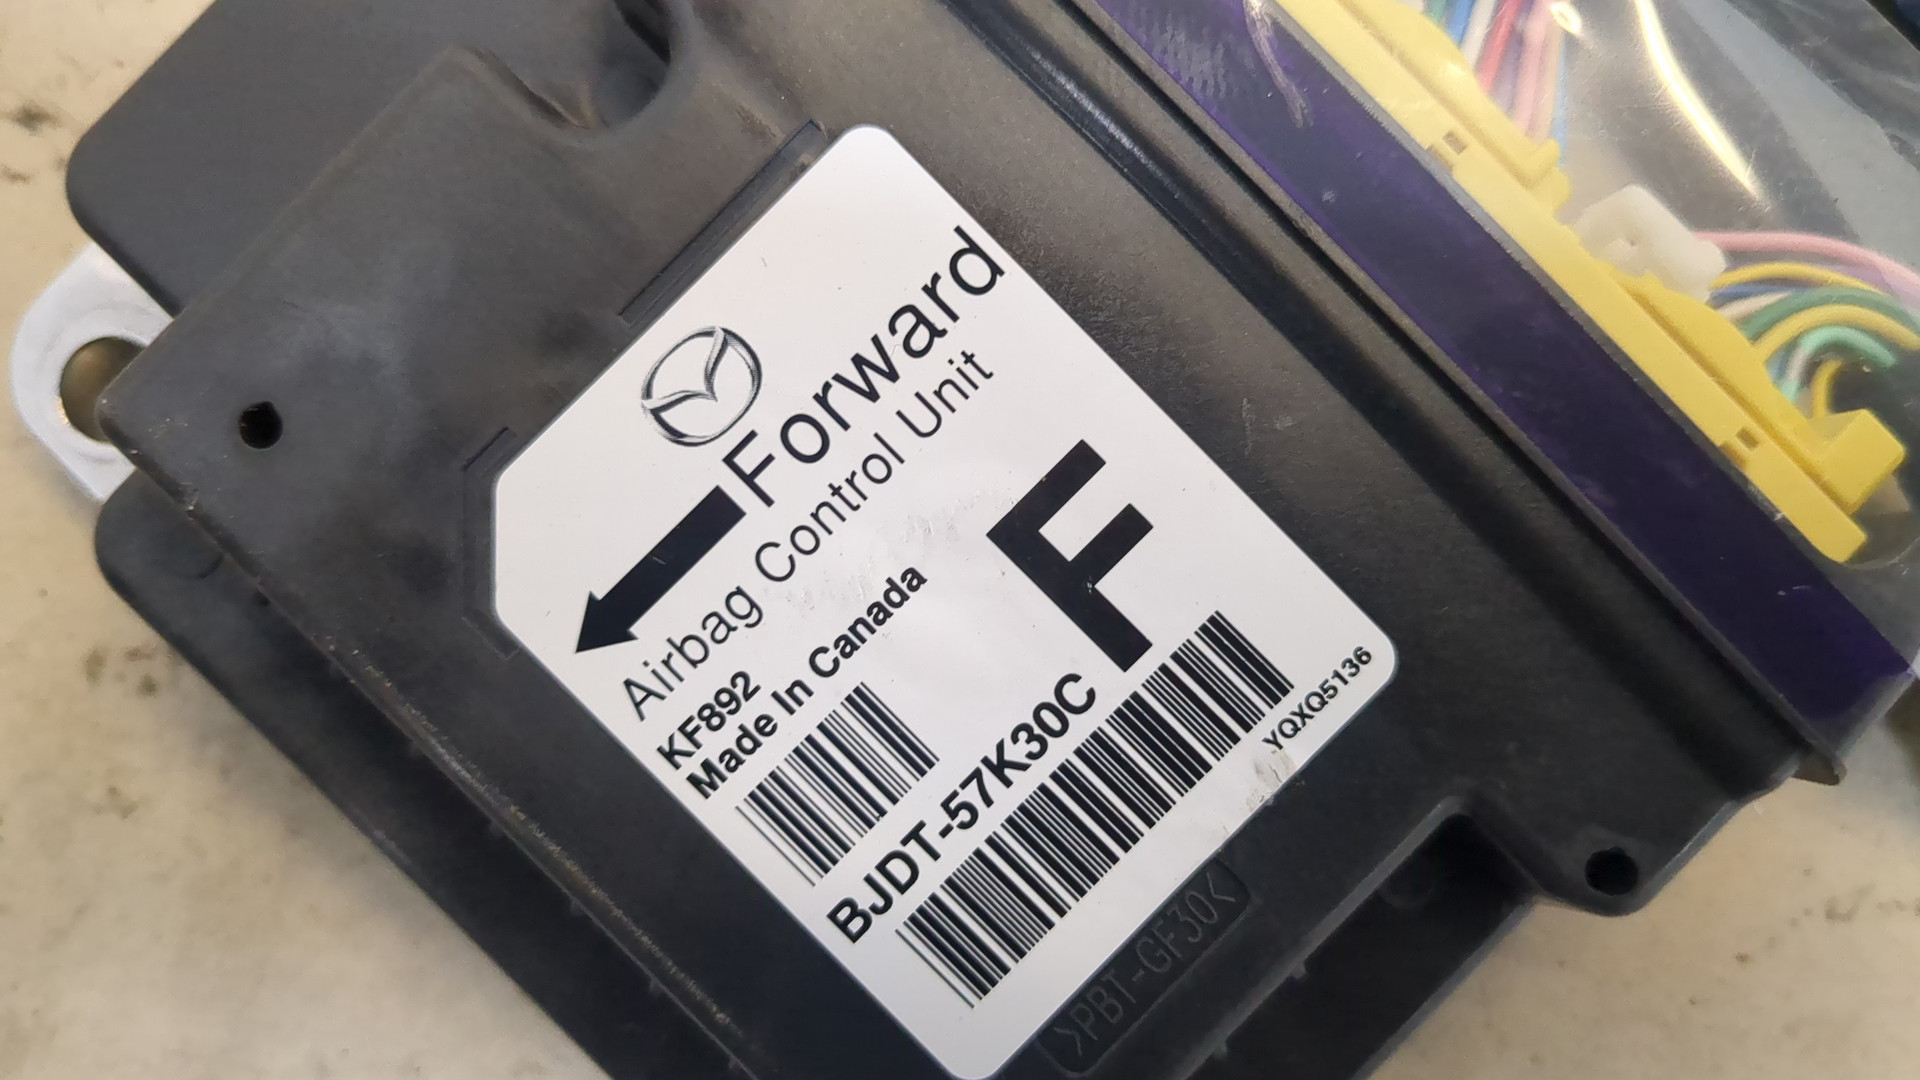 Forward
Airbag Control Unit
KF892
Made In Canada
F
BJDT-57K30C
YQXQ5136
>PBT-GF30<